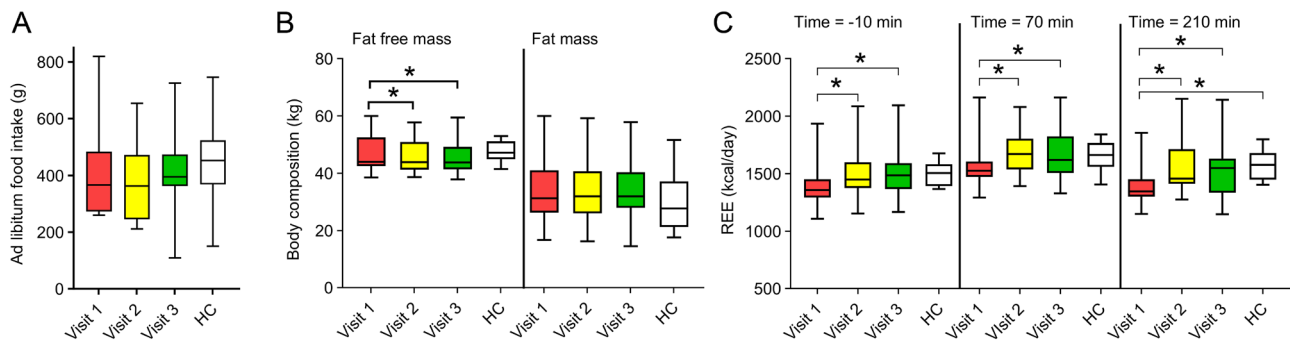 A
Ad libitum food intake (g)
800
600
400
200
0
Visit 1
Visit 2
Visit 3
HC
B
Fat free mass
Fat mass
Body composition (kg)
80
60
40
20
0
*
*
Visit 1
Visit 2
Visit 3
HC
Visit 1
Visit 2
Visit 3
HC
C
Time = -10 min
Time = 70 min
Time = 210 min
REE (kcal/day)
2500
2000
1500
1000
500
*
*
*
*
*
*
*
Visit 1
Visit 2
Visit 3
HC
Visit 1
Visit 2
Visit 3
HC
Visit 1
Visit 2
Visit 3
HC